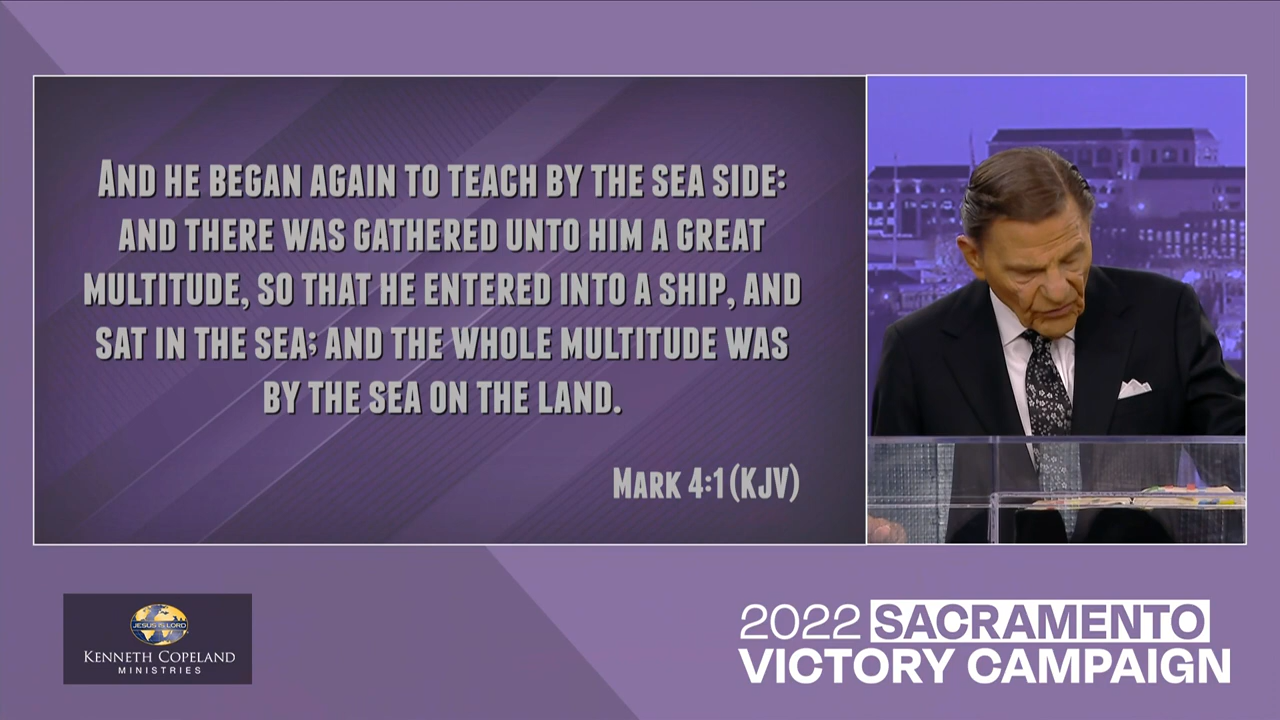 AND HE BEGAN AGAIN TO TEACH BY THE SEA SIDE:
AND THERE WAS GATHERED UNTO HIM A GREAT
MULTITUDE, SO THAT HE ENTERED INTO A SHIP, AND
SAT IN THE SEA; AND THE WHOLE MULTITUDE WAS
BY THE SEA ON THE LAND.
MARK 4:1 (KJV)
JESUS IS LORD
KENNETH COPELAND
MINISTRIES
2022 SACRAMENTO
VICTORY CAMPAIGN